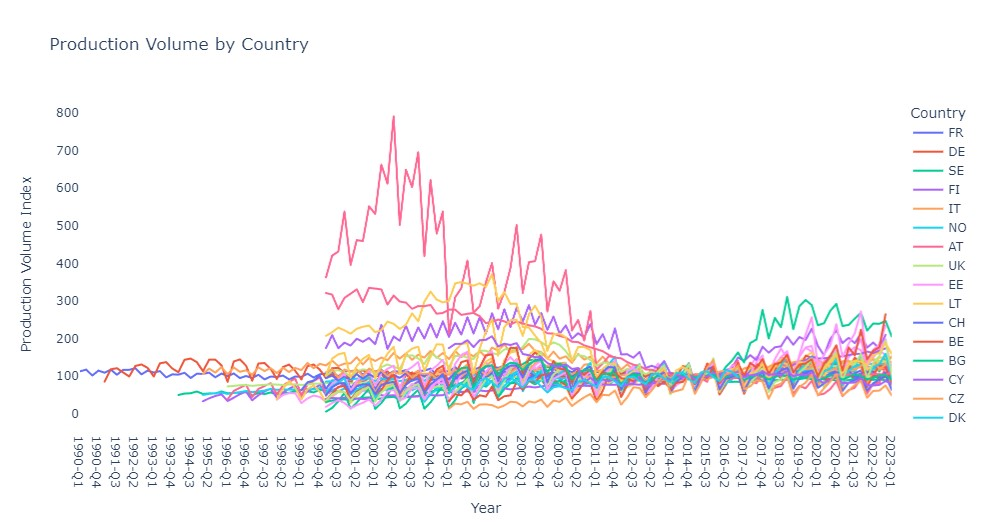 Production Volume by Country
Production Volume Index
800
700
600
500
400
300
200
100
0
1990-Q1
1990-Q4
1991-Q3
1992-Q2
1993-Q1
1993-Q4
1994-Q3
1995-Q2
1996-Q1
1996-Q4
1997-Q3
1998-Q2
1999-Q1
1999-Q4
2000-Q3
2001-Q2
2002-Q1
2002-Q4
2003-Q3
2004-Q2
2005-Q1
2005-Q4
2006-Q3
2007-Q2
2008-Q1
2008-Q4
2009-Q3
2010-Q2
2011-Q1
2011-Q4
2012-Q3
2013-Q2
2014-Q1
2014-Q4
2015-Q3
2016-Q2
2017-Q1
2017-Q4
2018-Q3
2019-Q2
2020-Q1
2020-Q4
2021-Q3
2022-Q2
2023-Q1
Year
Country
FR
DE
SE
FI
IT
NO
AT
UK
EE
LT
CH
BE
BG
CY
CZ
DK